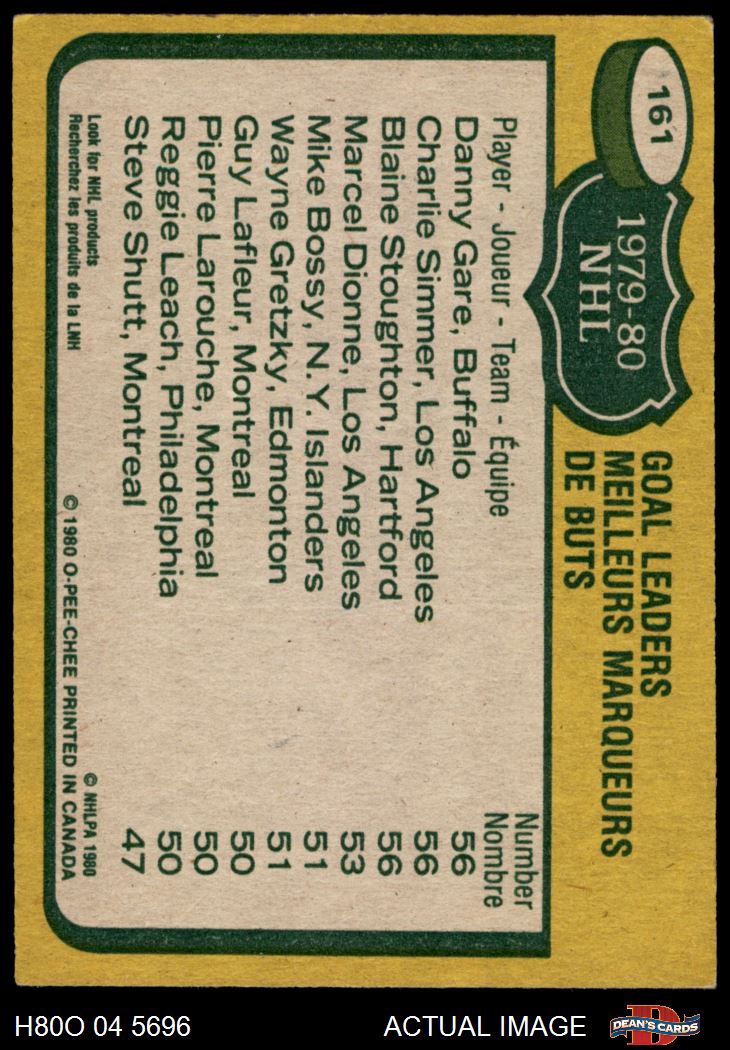 161
1979-80
NHL
GOAL LEADERS
MEILLEURS MARQUEURS
DE BUTS
Player - Joueur - Team - Équipe Number
Nombre
Danny Gare, Buffalo 56
Charlie Simmer, Los Angeles 56
Blaine Stoughton, Hartford 56
Marcel Dionne, Los Angeles 53
Mike Bossy, N.Y. Islanders 51
Wayne Gretzky, Edmonton 51
Guy Lafleur, Montreal 50
Pierre Larouche, Montreal 50
Reggie Leach, Philadelphia 50
Steve Shutt, Montreal 47
Look for NHL products © NHLPA 1980
Recherchez les produits de la LNH © 1980 O-PEE-CHEE PRINTED IN CANADA
H80O 04 5696 ACTUAL IMAGE D
DEAN'S CARDS